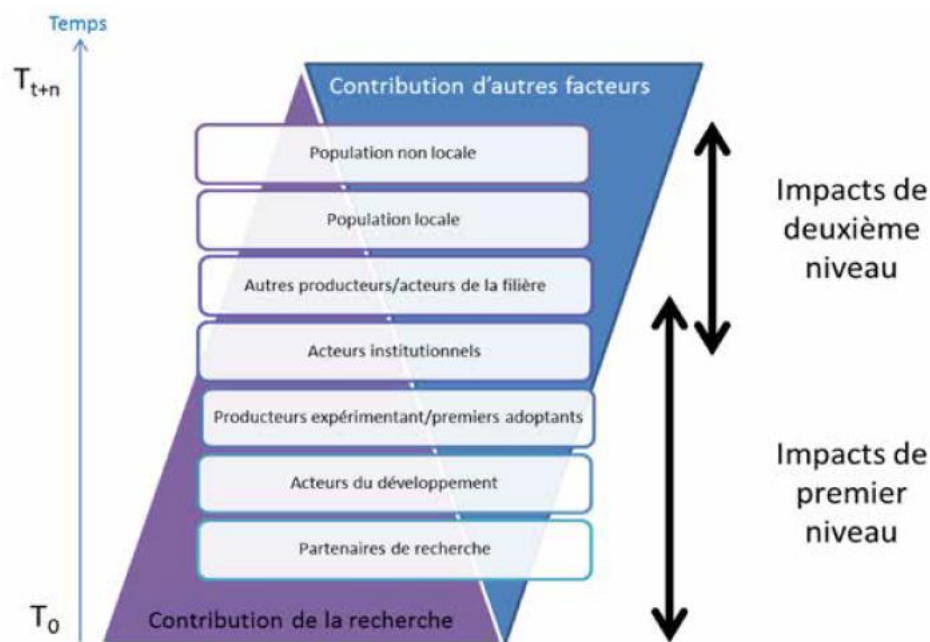 Temps
T_t+n
Contribution d'autres facteurs
Population non locale
Population locale
Autres producteurs/acteurs de la filière
Acteurs institutionnels
Producteurs expérimentant/premiers adoptants
Acteurs du développement
Partenaires de recherche
T_0
Contribution de la recherche
Impacts de
deuxième
niveau
Impacts de
premier
niveau